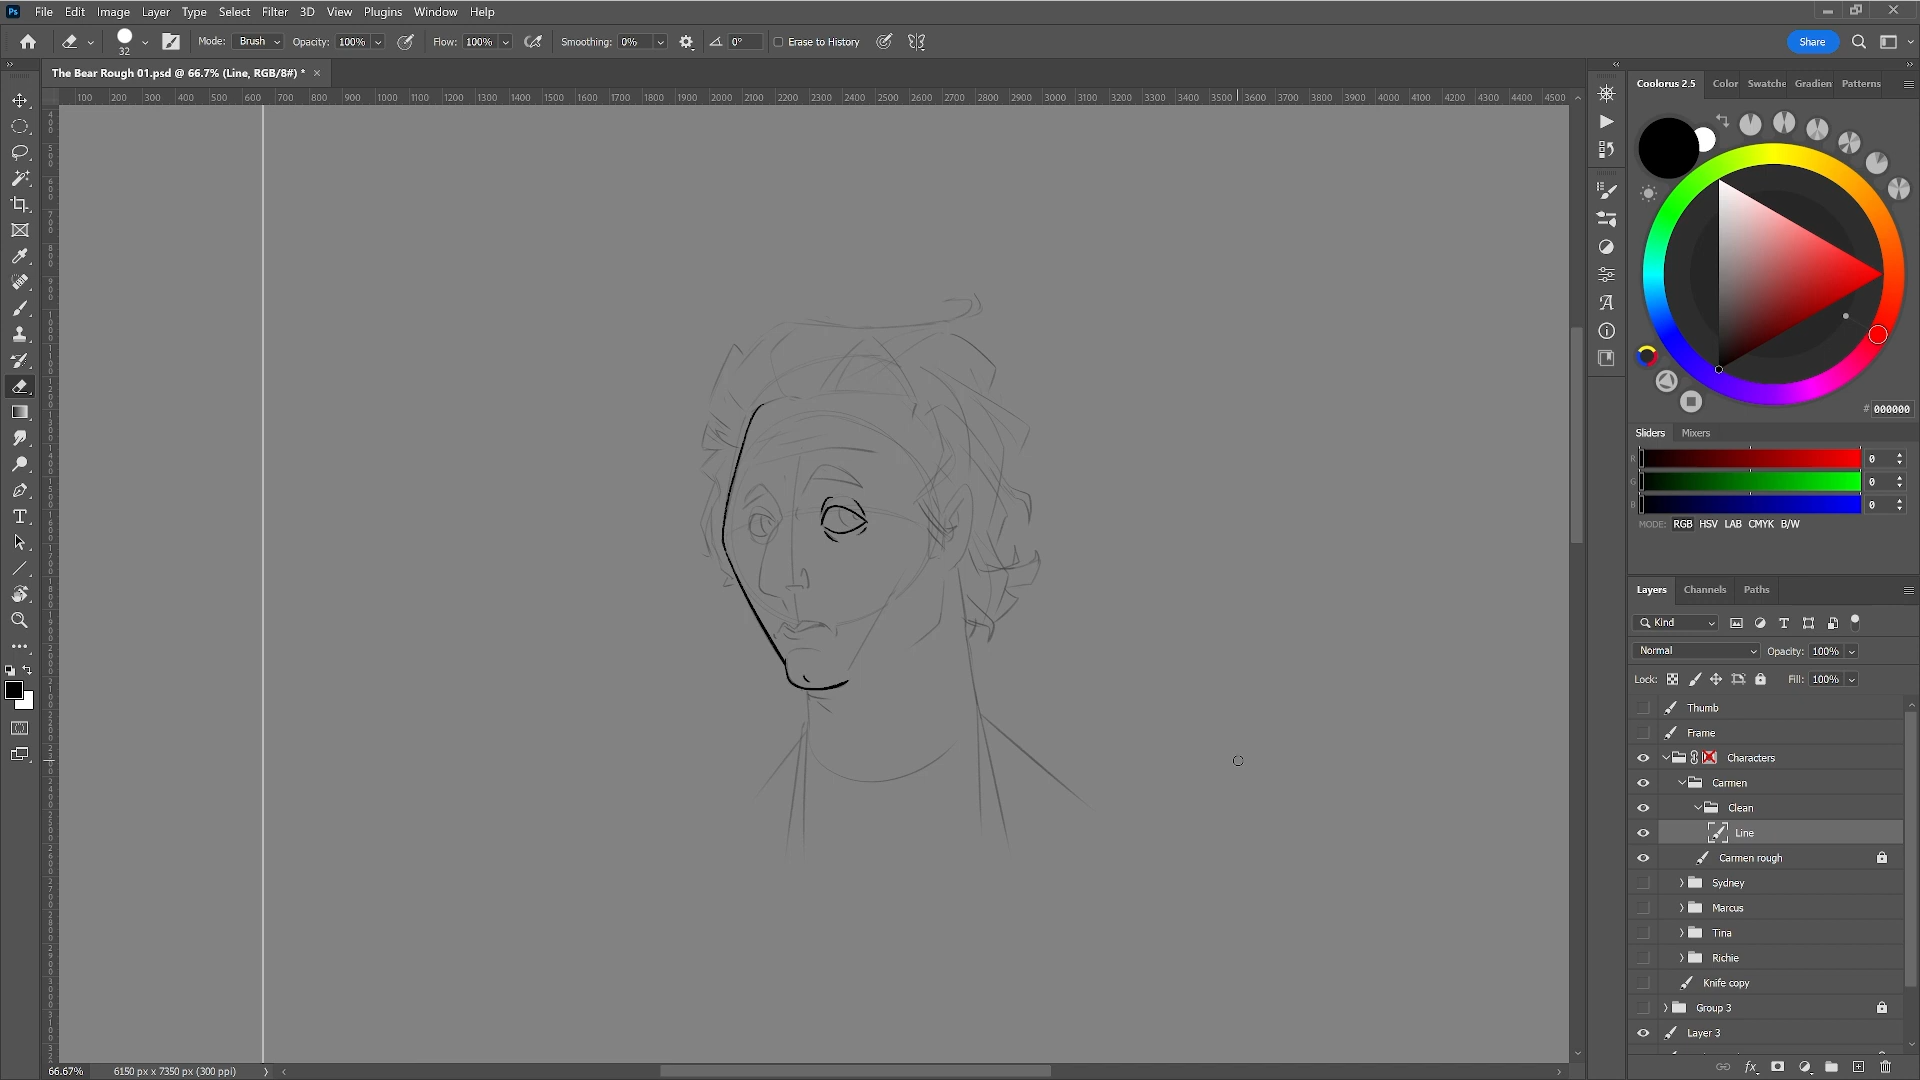 Ps File Edit Image Layer Type Select Filter 3D View Plugins Window Help
32 Mode: Brush Opacity: 100% Flow: 100% Smoothing: 0% 0° Erase to History Share
The Bear Rough 01.psd @ 66.7% (Line, RGB/8#) * ×
100 200 300 400 500 600 700 800 900 1000 1100 1200 1300 1400 1500 1600 1700 1800 1900 2000 2100 2200 2300 2400 2500 2600 2700 2800 2900 3000 3100 3200 3300 3400 3500 3600 3700 3800 3900 4000 4100 4200 4300 4400 4500
Coolorus 2.5 Color Swatche Gradien Patterns
# 000000
Sliders Mixers
R 0
G 0
B 0
MODE: RGB HSV LAB CMYK B/W
Layers Channels Paths
Kind
Normal Opacity: 100%
Lock: Fill: 100%
Thumb
Frame
Characters
Carmen
Clean
Line
Carmen rough
Sydney
Marcus
Tina
Richie
Knife copy
Group 3
Layer 3
fx
66.67% 6150 px x 7350 px (300 ppi)